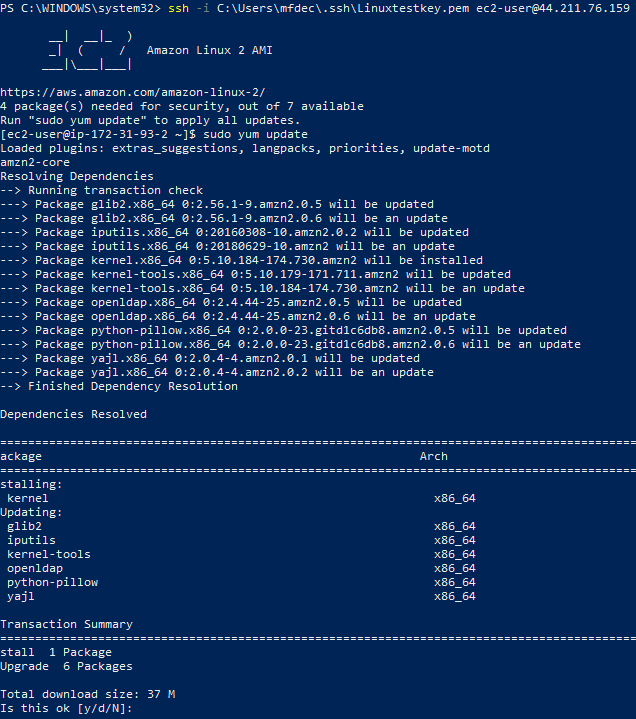 PS C:\WINDOWS\system32> ssh -i C:\Users\mfdec\.ssh\Linuxtestkey.pem ec2-user@44.211.76.159
__|  __|_  )
_|  (     /   Amazon Linux 2 AMI
___|\___|___|
https://aws.amazon.com/amazon-linux-2/
4 package(s) needed for security, out of 7 available
Run "sudo yum update" to apply all updates.
[ec2-user@ip-172-31-93-2 ~]$ sudo yum update
Loaded plugins: extras_suggestions, langpacks, priorities, update-motd
amzn2-core
Resolving Dependencies
--> Running transaction check
---> Package glib2.x86_64 0:2.56.1-9.amzn2.0.5 will be updated
---> Package glib2.x86_64 0:2.56.1-9.amzn2.0.6 will be an update
---> Package iputils.x86_64 0:20160308-10.amzn2.0.2 will be updated
---> Package iputils.x86_64 0:20180629-10.amzn2 will be an update
---> Package kernel.x86_64 0:5.10.184-174.730.amzn2 will be installed
---> Package kernel-tools.x86_64 0:5.10.179-171.711.amzn2 will be updated
---> Package kernel-tools.x86_64 0:5.10.184-174.730.amzn2 will be an update
---> Package openldap.x86_64 0:2.4.44-25.amzn2.0.5 will be updated
---> Package openldap.x86_64 0:2.4.44-25.amzn2.0.6 will be an update
---> Package python-pillow.x86_64 0:2.0.0-23.gitd1c6db8.amzn2.0.5 will be updated
---> Package python-pillow.x86_64 0:2.0.0-23.gitd1c6db8.amzn2.0.6 will be an update
---> Package yajl.x86_64 0:2.0.4-4.amzn2.0.1 will be updated
---> Package yajl.x86_64 0:2.0.4-4.amzn2.0.2 will be an update
--> Finished Dependency Resolution
Dependencies Resolved
ackage Arch
stalling:
kernel x86_64
Updating:
glib2 x86_64
iputils x86_64
kernel-tools x86_64
openldap x86_64
python-pillow x86_64
yajl x86_64
Transaction Summary
stall  1 Package
Upgrade  6 Packages
Total download size: 37 M
Is this ok [y/d/N]: